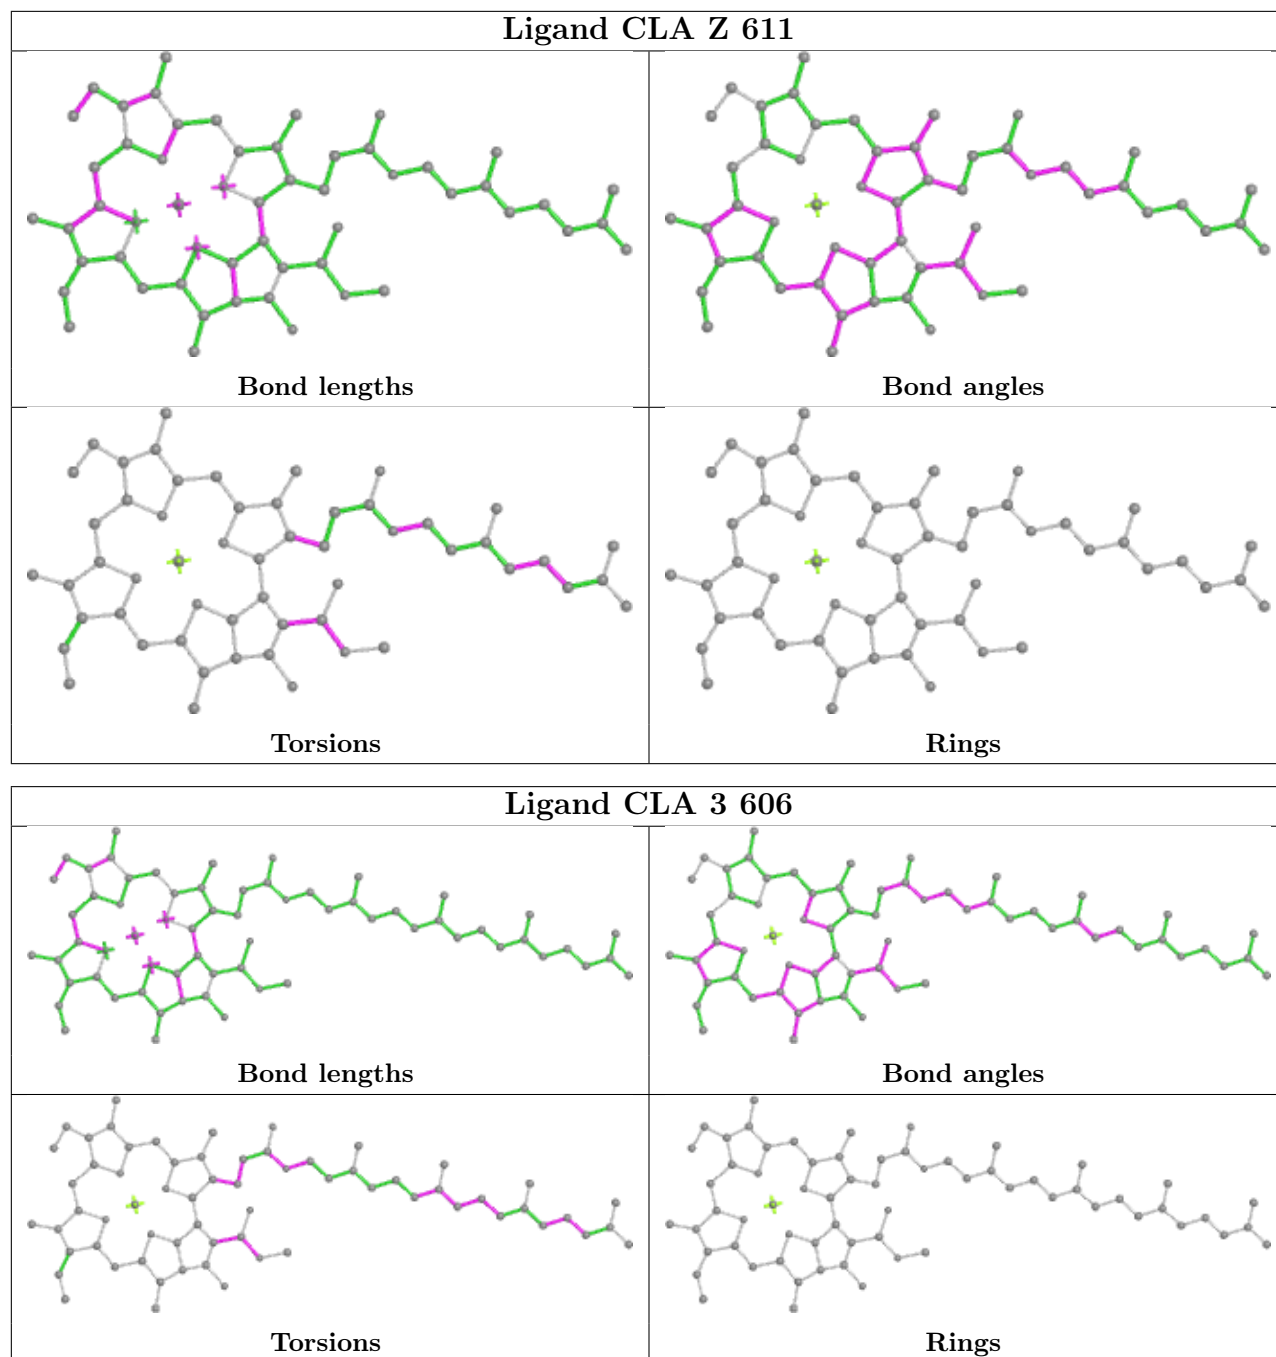 Ligand CLA Z 611
Bond lengths
Bond angles
Torsions
Rings
Ligand CLA 3 606
Bond lengths
Bond angles
Torsions
Rings